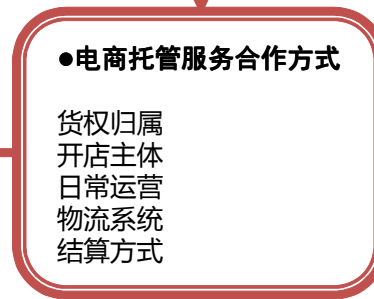 ●电商托管服务合作方式
货权归属
开店主体
日常运营
物流系统
结算方式